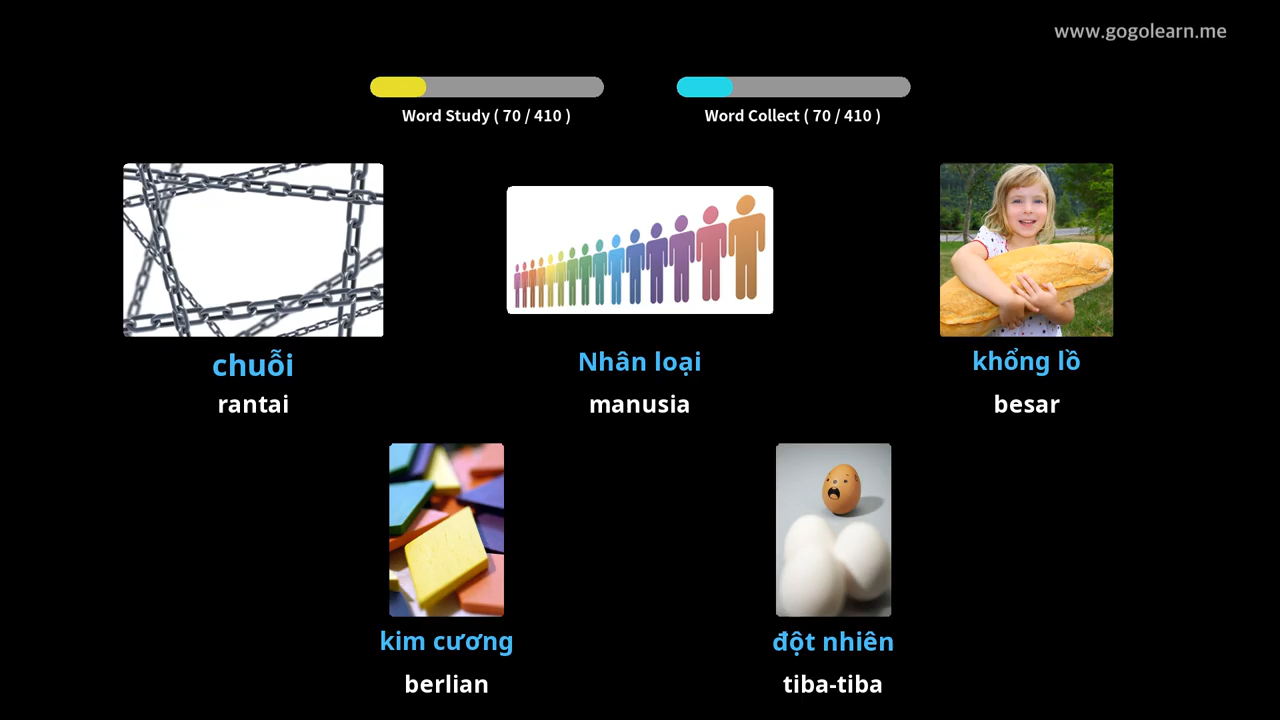 www.gogolearn.me
Word Study ( 70 / 410 )
Word Collect ( 70 / 410 )
chuỗi
Nhân loại
khổng lồ
rantai
manusia
besar
kim cương
đột nhiên
berlian
tiba-tiba